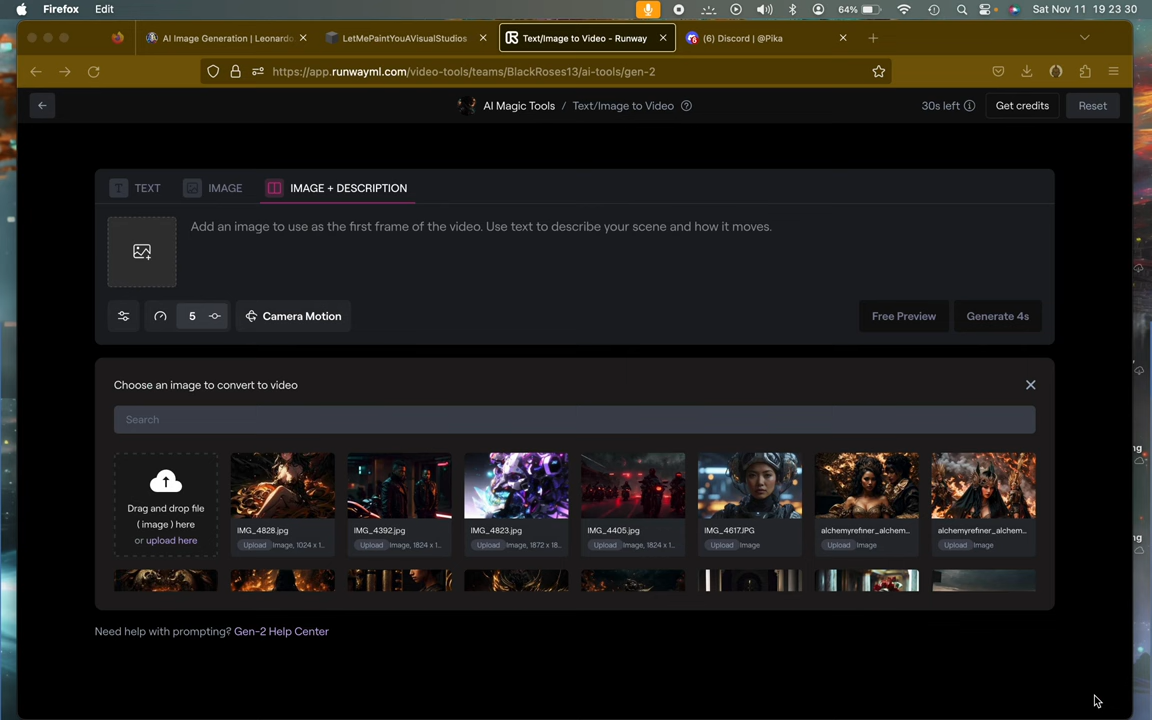 Firefox Edit 64% Sat Nov 11 19 23 30
AI Image Generation | Leonardo LetMePaintYouAVisualStudios Text/Image to Video - Runway (6) Discord | @Pika
https://app.runwayml.com/video-tools/teams/BlackRoses13/ai-tools/gen-2
AI Magic Tools / Text/Image to Video 30s left Get credits Reset
TEXT IMAGE IMAGE + DESCRIPTION
Add an image to use as the first frame of the video. Use text to describe your scene and how it moves.
5 Camera Motion Free Preview Generate 4s
Choose an image to convert to video
Search
Drag and drop file
( image ) here
or upload here
IMG_4828.jpg IMG_4392.jpg IMG_4823.jpg IMG_4405.jpg IMG_4617.JPG alchemyrefiner_alchem... alchemyrefiner_alchem...
Upload Image, 1024 x 1... Upload Image, 1824 x 1... Upload Image, 1872 x 18... Upload Image, 1824 x 1... Upload Image Upload Image Upload Image
Need help with prompting? Gen-2 Help Center